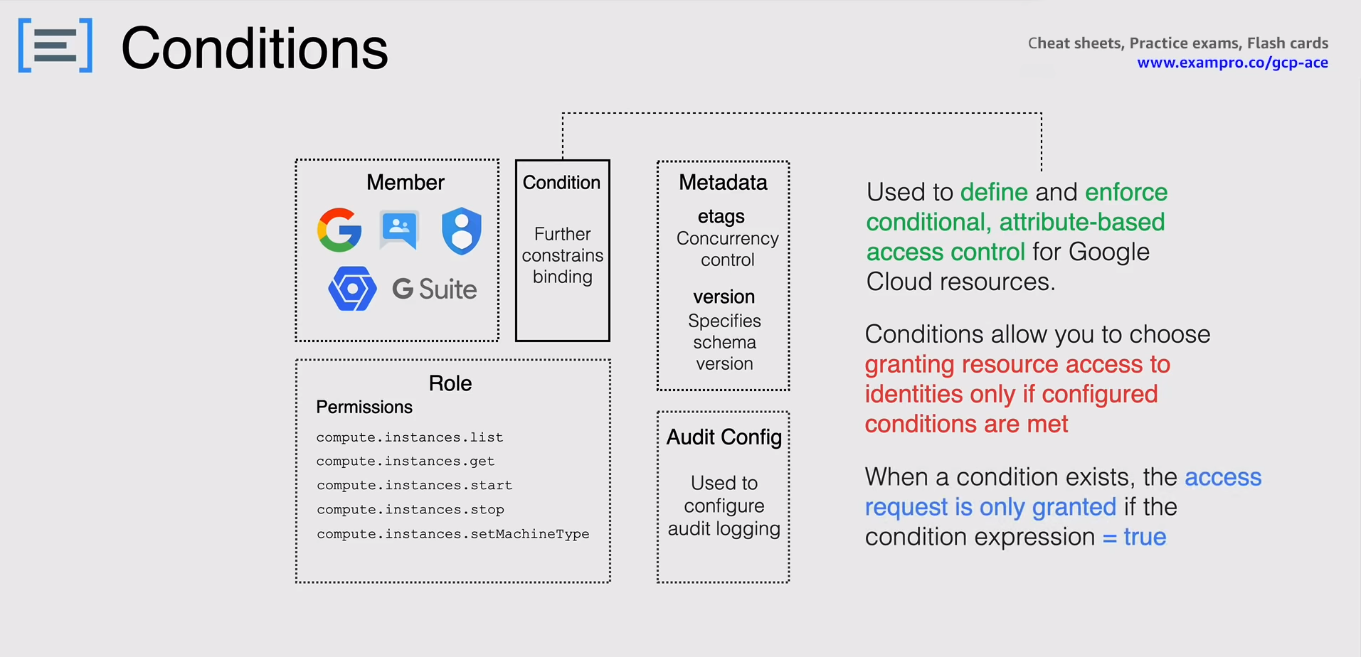 Conditions
Cheat sheets, Practice exams, Flash cards
www.exampro.co/gcp-ace
Member
G Suite
Condition
Further
constrains
binding
Role
Permissions
compute.instances.list
compute.instances.get
compute.instances.start
compute.instances.stop
compute.instances.setMachineType
Metadata
etags
Concurrency
control
version
Specifies
schema
version
Audit Config
Used to
configure
audit logging
Used to define and enforce
conditional, attribute-based
access control for Google
Cloud resources.
Conditions allow you to choose
granting resource access to
identities only if configured
conditions are met
When a condition exists, the access
request is only granted if the
condition expression = true